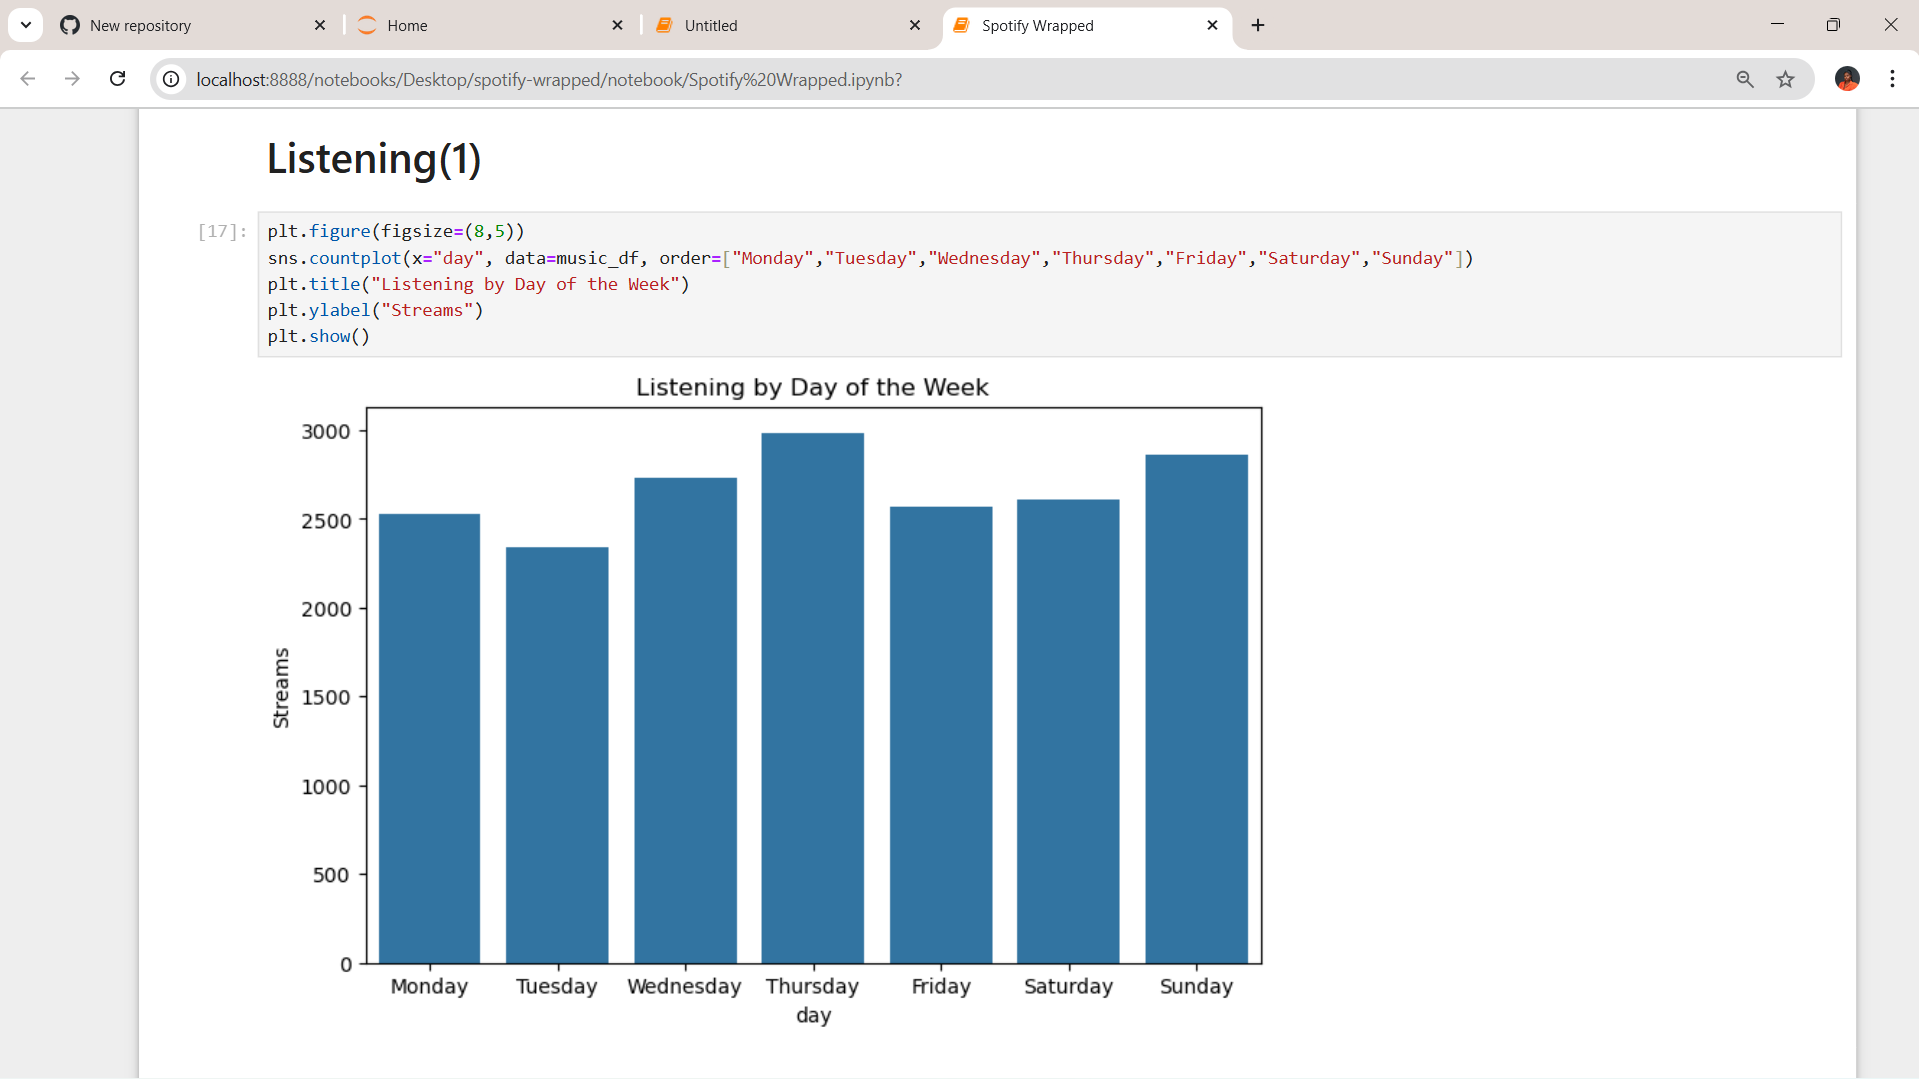 New repository
Home
Untitled
Spotify Wrapped
localhost:8888/notebooks/Desktop/spotify-wrapped/notebook/Spotify%20Wrapped.ipynb?
Listening(1)
[17]:
plt.figure(figsize=(8,5))
sns.countplot(x="day", data=music_df, order=["Monday","Tuesday","Wednesday","Thursday","Friday","Saturday","Sunday"])
plt.title("Listening by Day of the Week")
plt.ylabel("Streams")
plt.show()
Listening by Day of the Week
3000
2500
2000
1500
1000
500
0
Streams
Monday Tuesday Wednesday Thursday Friday Saturday Sunday
day